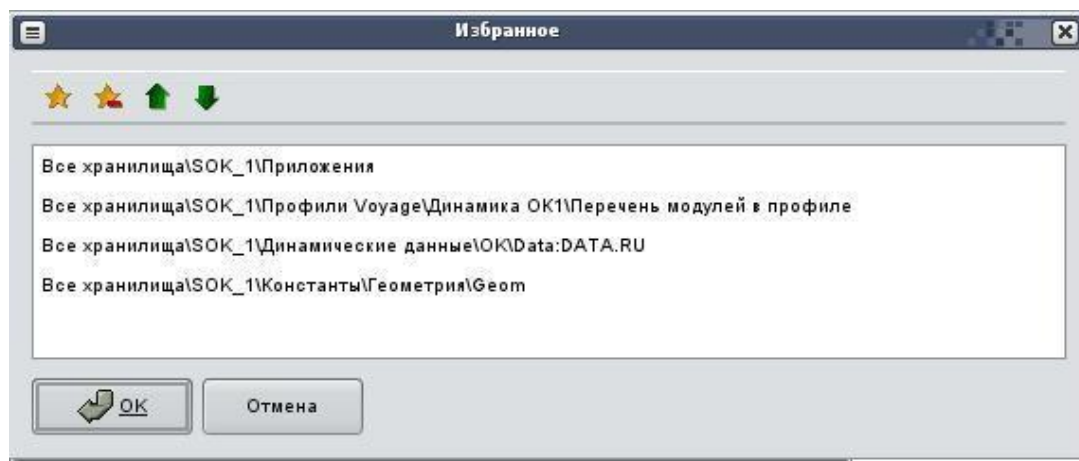 Избранное
Все хранилища\SOK_1\Приложения
Все хранилища\SOK_1\Профили Voyage\Динамика ОК1\Перечень модулей в профиле
Все хранилища\SOK_1\Динамические данные\OK\Data:DATA.RU
Все хранилища\SOK_1\Константы\Геометрия\Geom
OK
Отмена